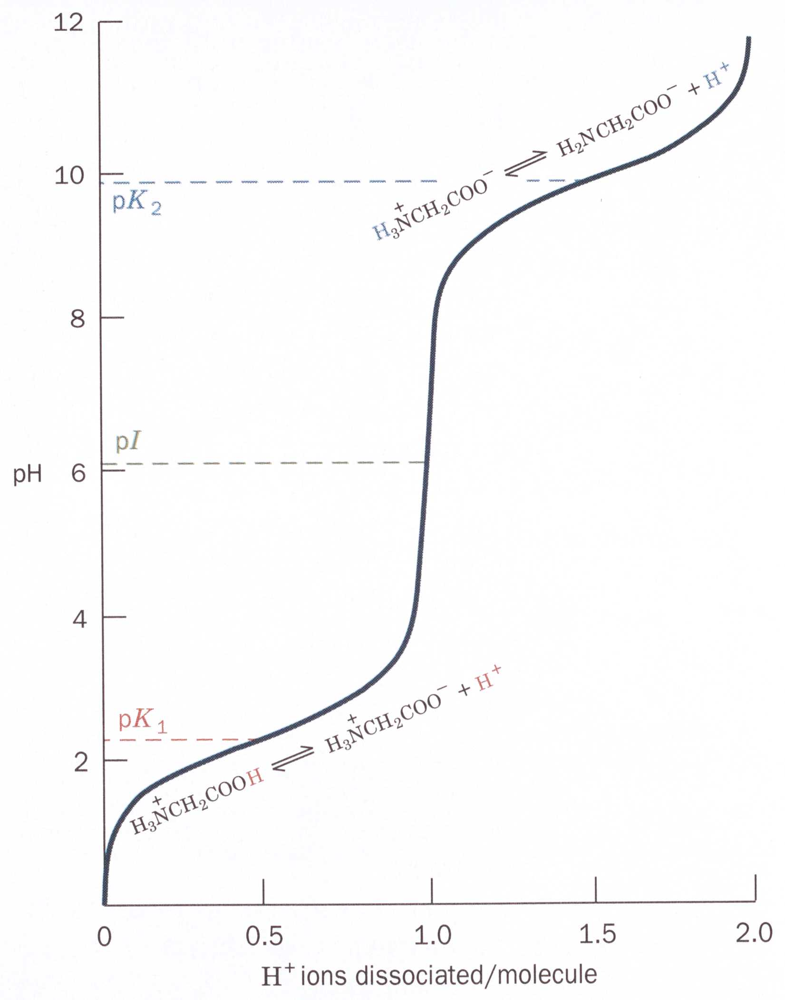 12
H₂NCH₂COO⁻ + H⁺
10
⇌
pK₂
H₃N⁺CH₂COO⁻
8
pI
pH 6
4
H₃N⁺CH₂COO⁻ + H⁺
pK₁
⇌
2
H₃N⁺CH₂COOH
0 0.5 1.0 1.5 2.0
H⁺ ions dissociated/molecule